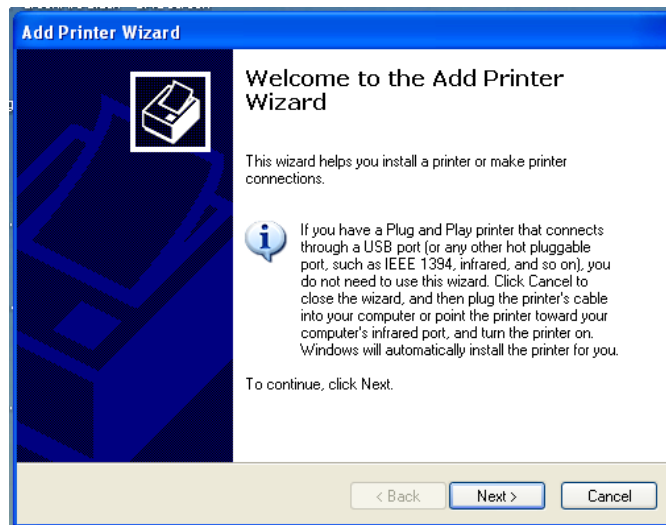 Add Printer Wizard
Welcome to the Add Printer
Wizard
This wizard helps you install a printer or make printer
connections.
If you have a Plug and Play printer that connects
through a USB port (or any other hot pluggable
port, such as IEEE 1394, infrared, and so on), you
do not need to use this wizard. Click Cancel to
close the wizard, and then plug the printer's cable
into your computer or point the printer toward your
computer's infrared port, and turn the printer on.
Windows will automatically install the printer for you.
To continue, click Next.
< Back
Next >
Cancel